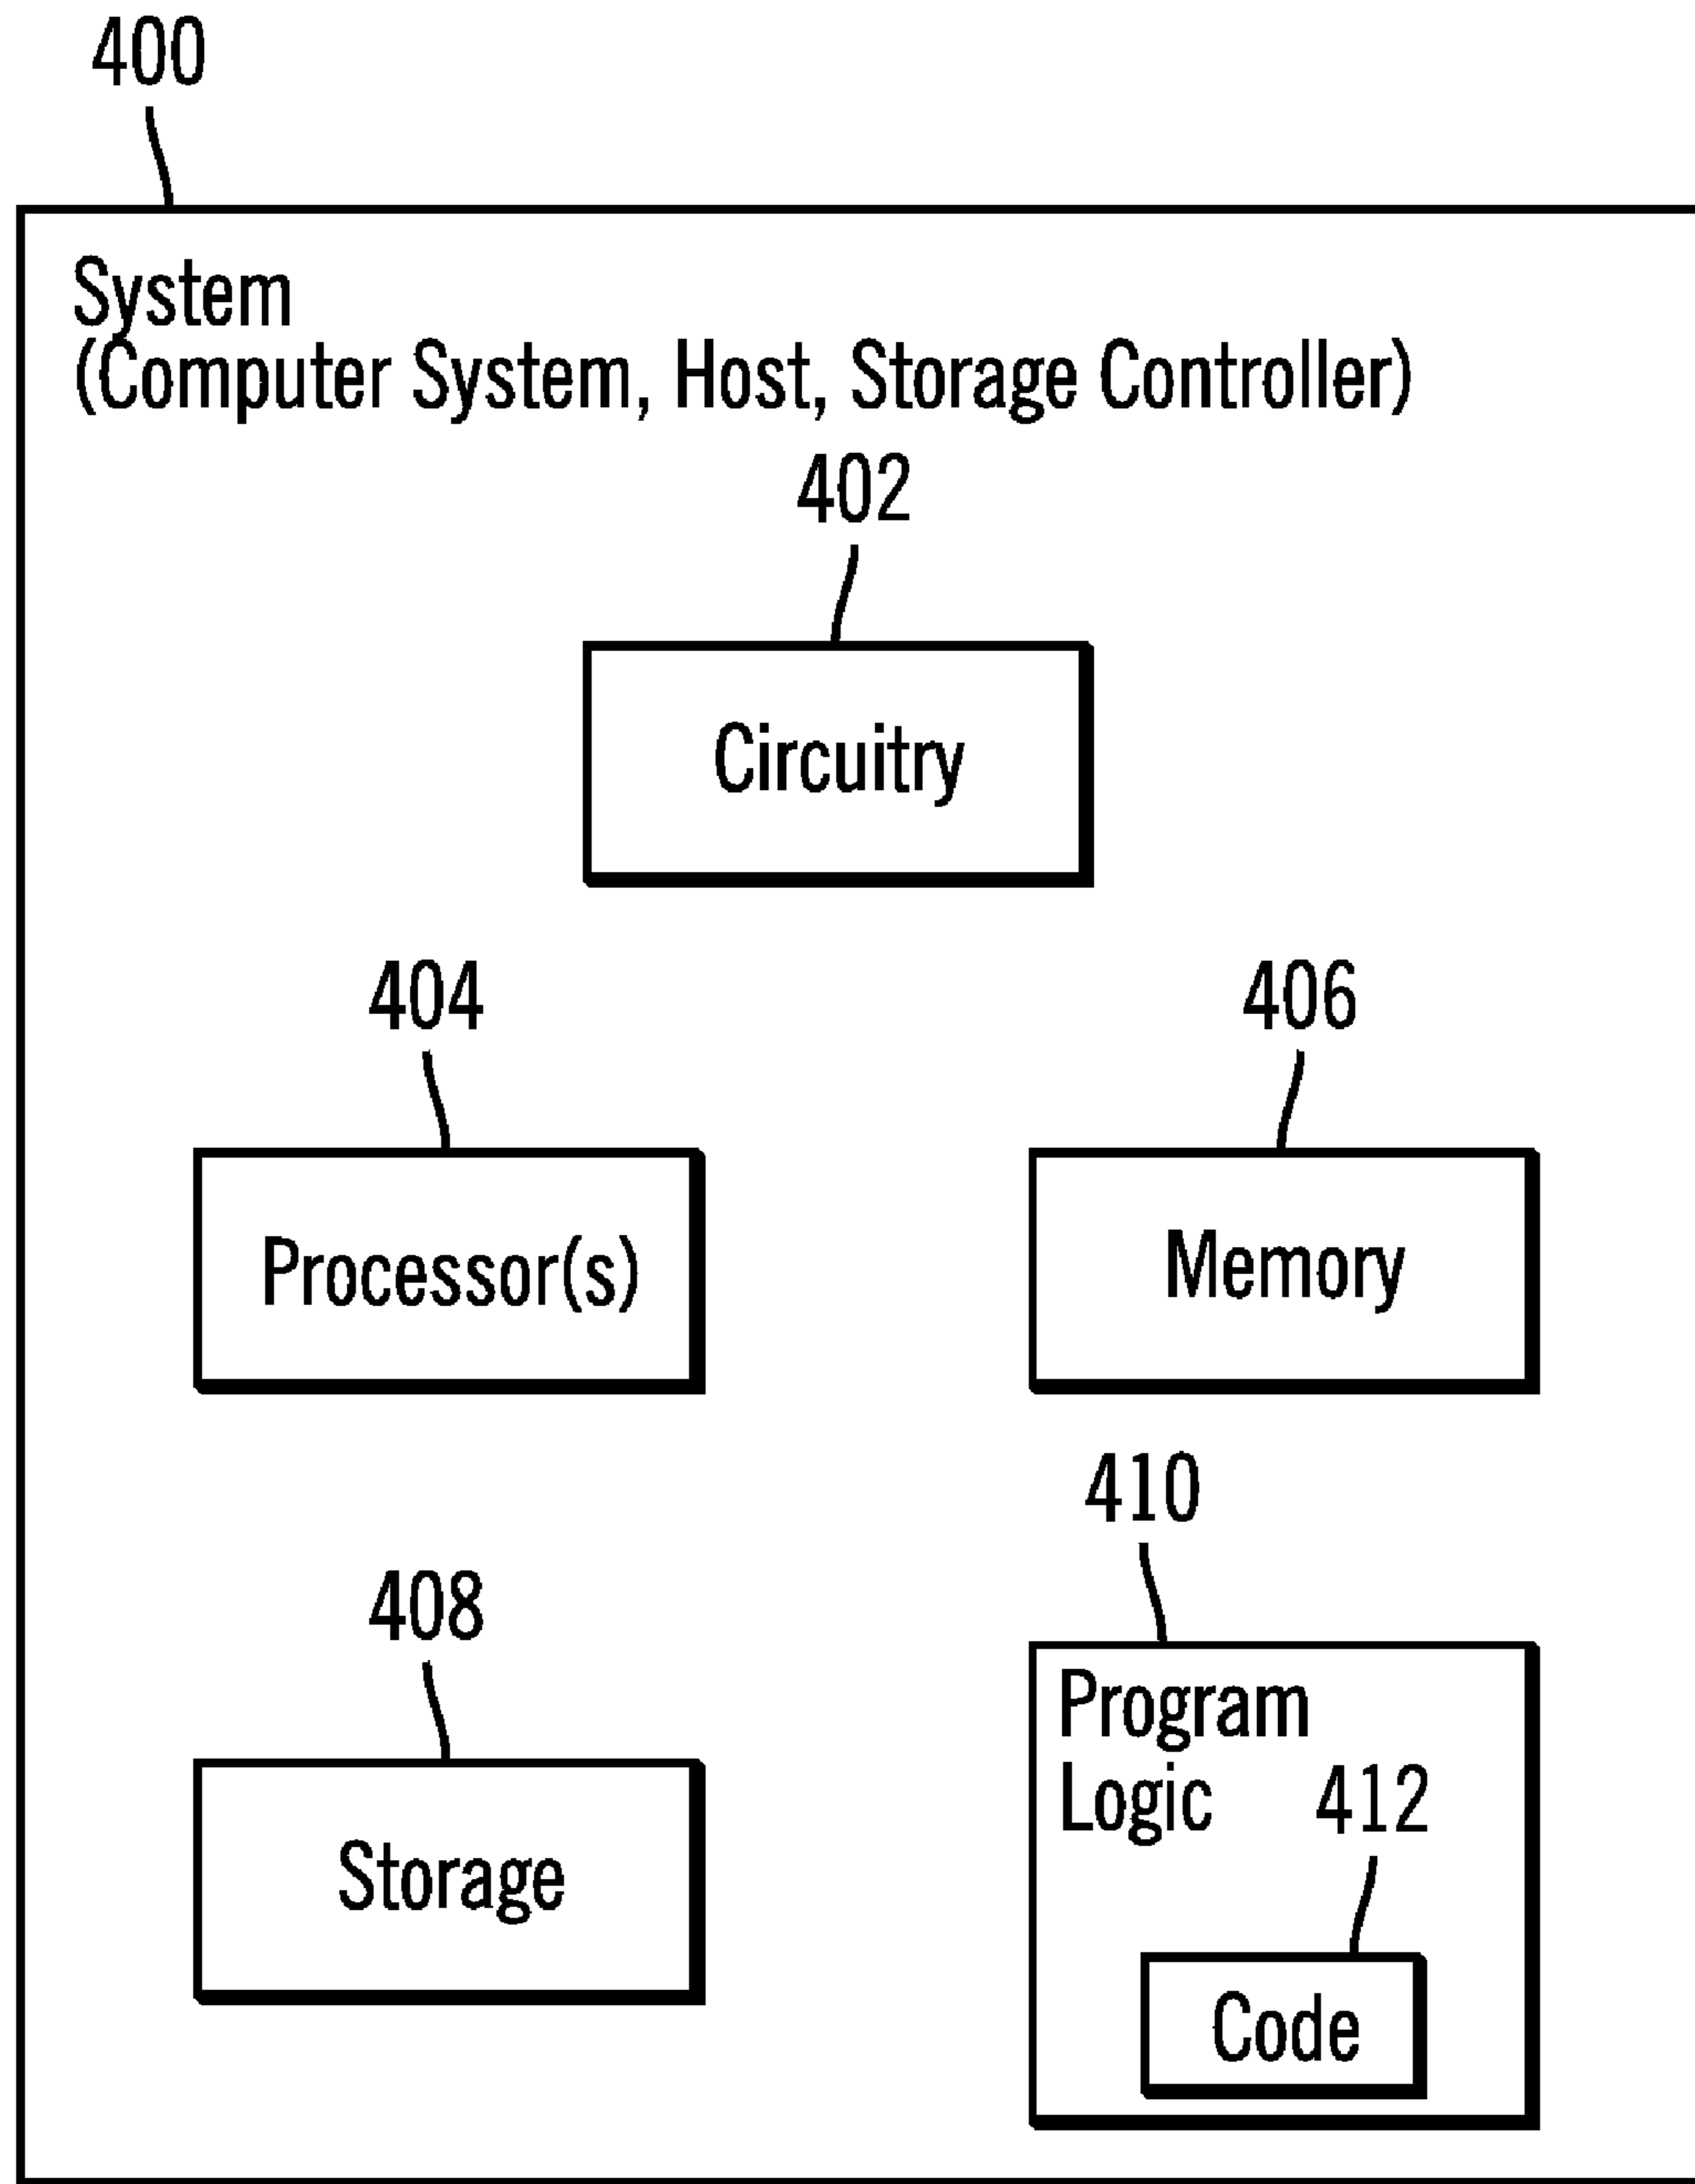 400
System
(Computer System, Host, Storage Controller)
402
Circuitry
404
406
Processor(s)
Memory
410
408
Program
Logic
412
Storage
Code